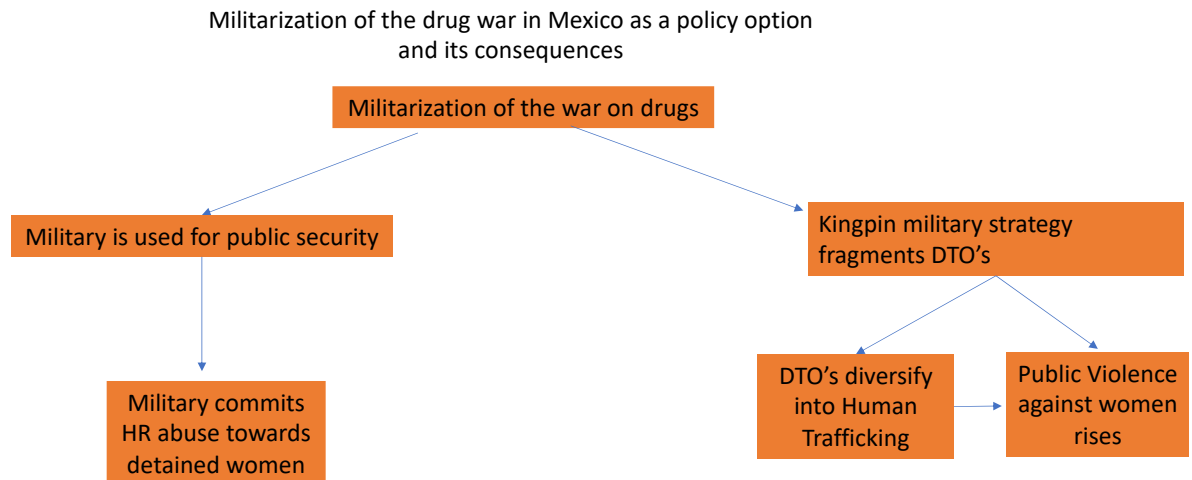 Militarization of the drug war in Mexico as a policy option
and its consequences
Militarization of the war on drugs
Military is used for public security
Kingpin military strategy
fragments DTO's
Military commits
HR abuse towards
detained women
DTO's diversify
into Human
Trafficking
Public Violence
against women
rises